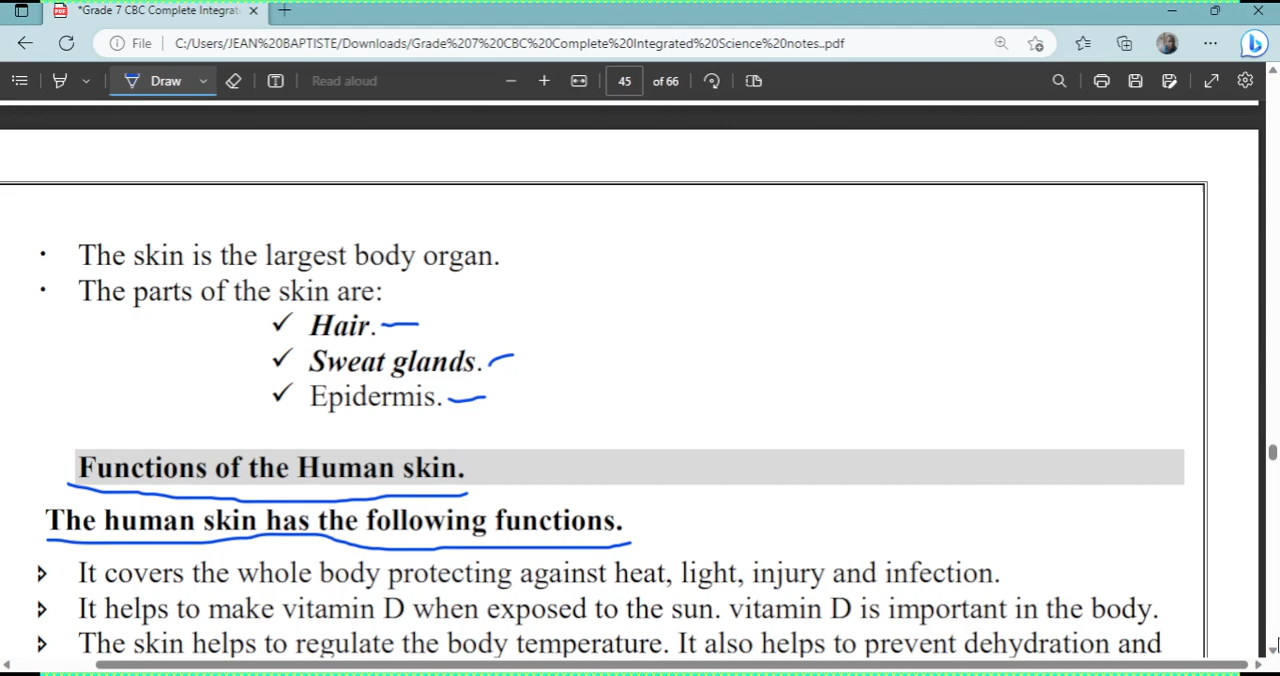 *Grade 7 CBC Complete Integrat
File
C:/Users/JEAN%20BAPTISTE/Downloads/Grade%207%20CBC%20Complete%20Integrated%20Science%20notes..pdf
Draw
Read aloud
45 of 66
· The skin is the largest body organ.
· The parts of the skin are:
✓ Hair.
✓ Sweat glands.
✓ Epidermis.
Functions of the Human skin.
The human skin has the following functions.
It covers the whole body protecting against heat, light, injury and infection.
It helps to make vitamin D when exposed to the sun. vitamin D is important in the body.
The skin helps to regulate the body temperature. It also helps to prevent dehydration and